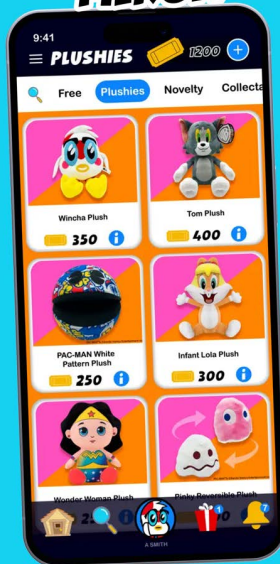 9:41
PLUSHIES 1200 +
Free Plushies Novelty Collecta
Wincha Plush
350 i
Tom Plush
400 i
PAC-MAN White
Pattern Plush
250 i
Infant Lola Plush
300 i
Wonder Woman Plush
Pinky Reversible Plush
A SMITH
1